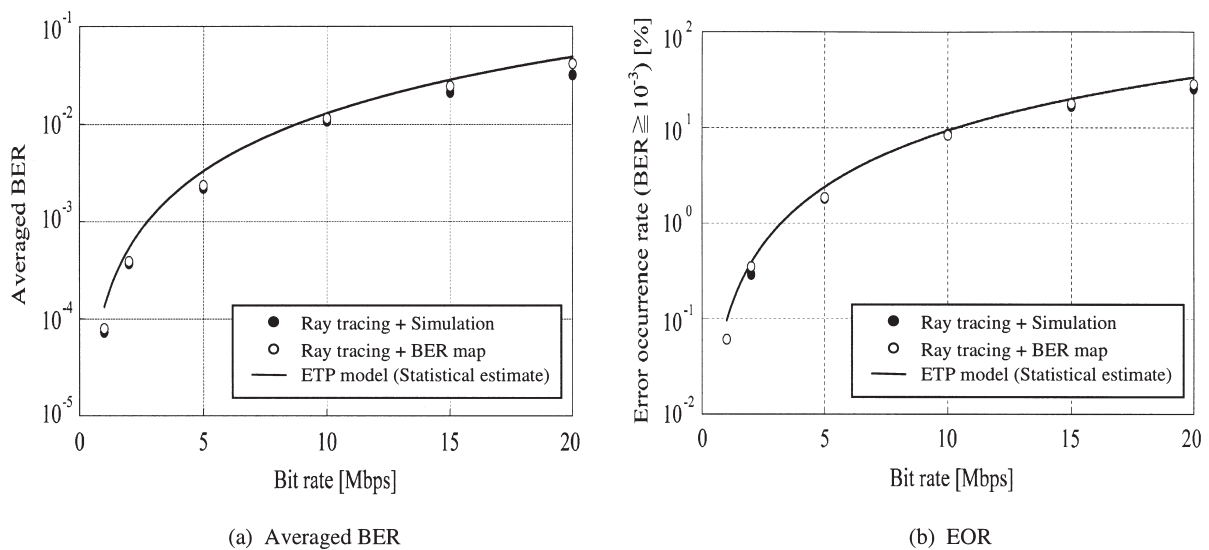 10^-1
10^-2
10^-3
10^-4
10^-5
Averaged BER
Ray tracing + Simulation
Ray tracing + BER map
ETP model (Statistical estimate)
0 5 10 15 20
Bit rate [Mbps]
(a) Averaged BER
10^2
10^1
10^0
10^-1
10^-2
Error occurrence rate (BER ≧ 10^-3) [%]
Ray tracing + Simulation
Ray tracing + BER map
ETP model (Statistical estimate)
0 5 10 15 20
Bit rate [Mbps]
(b) EOR